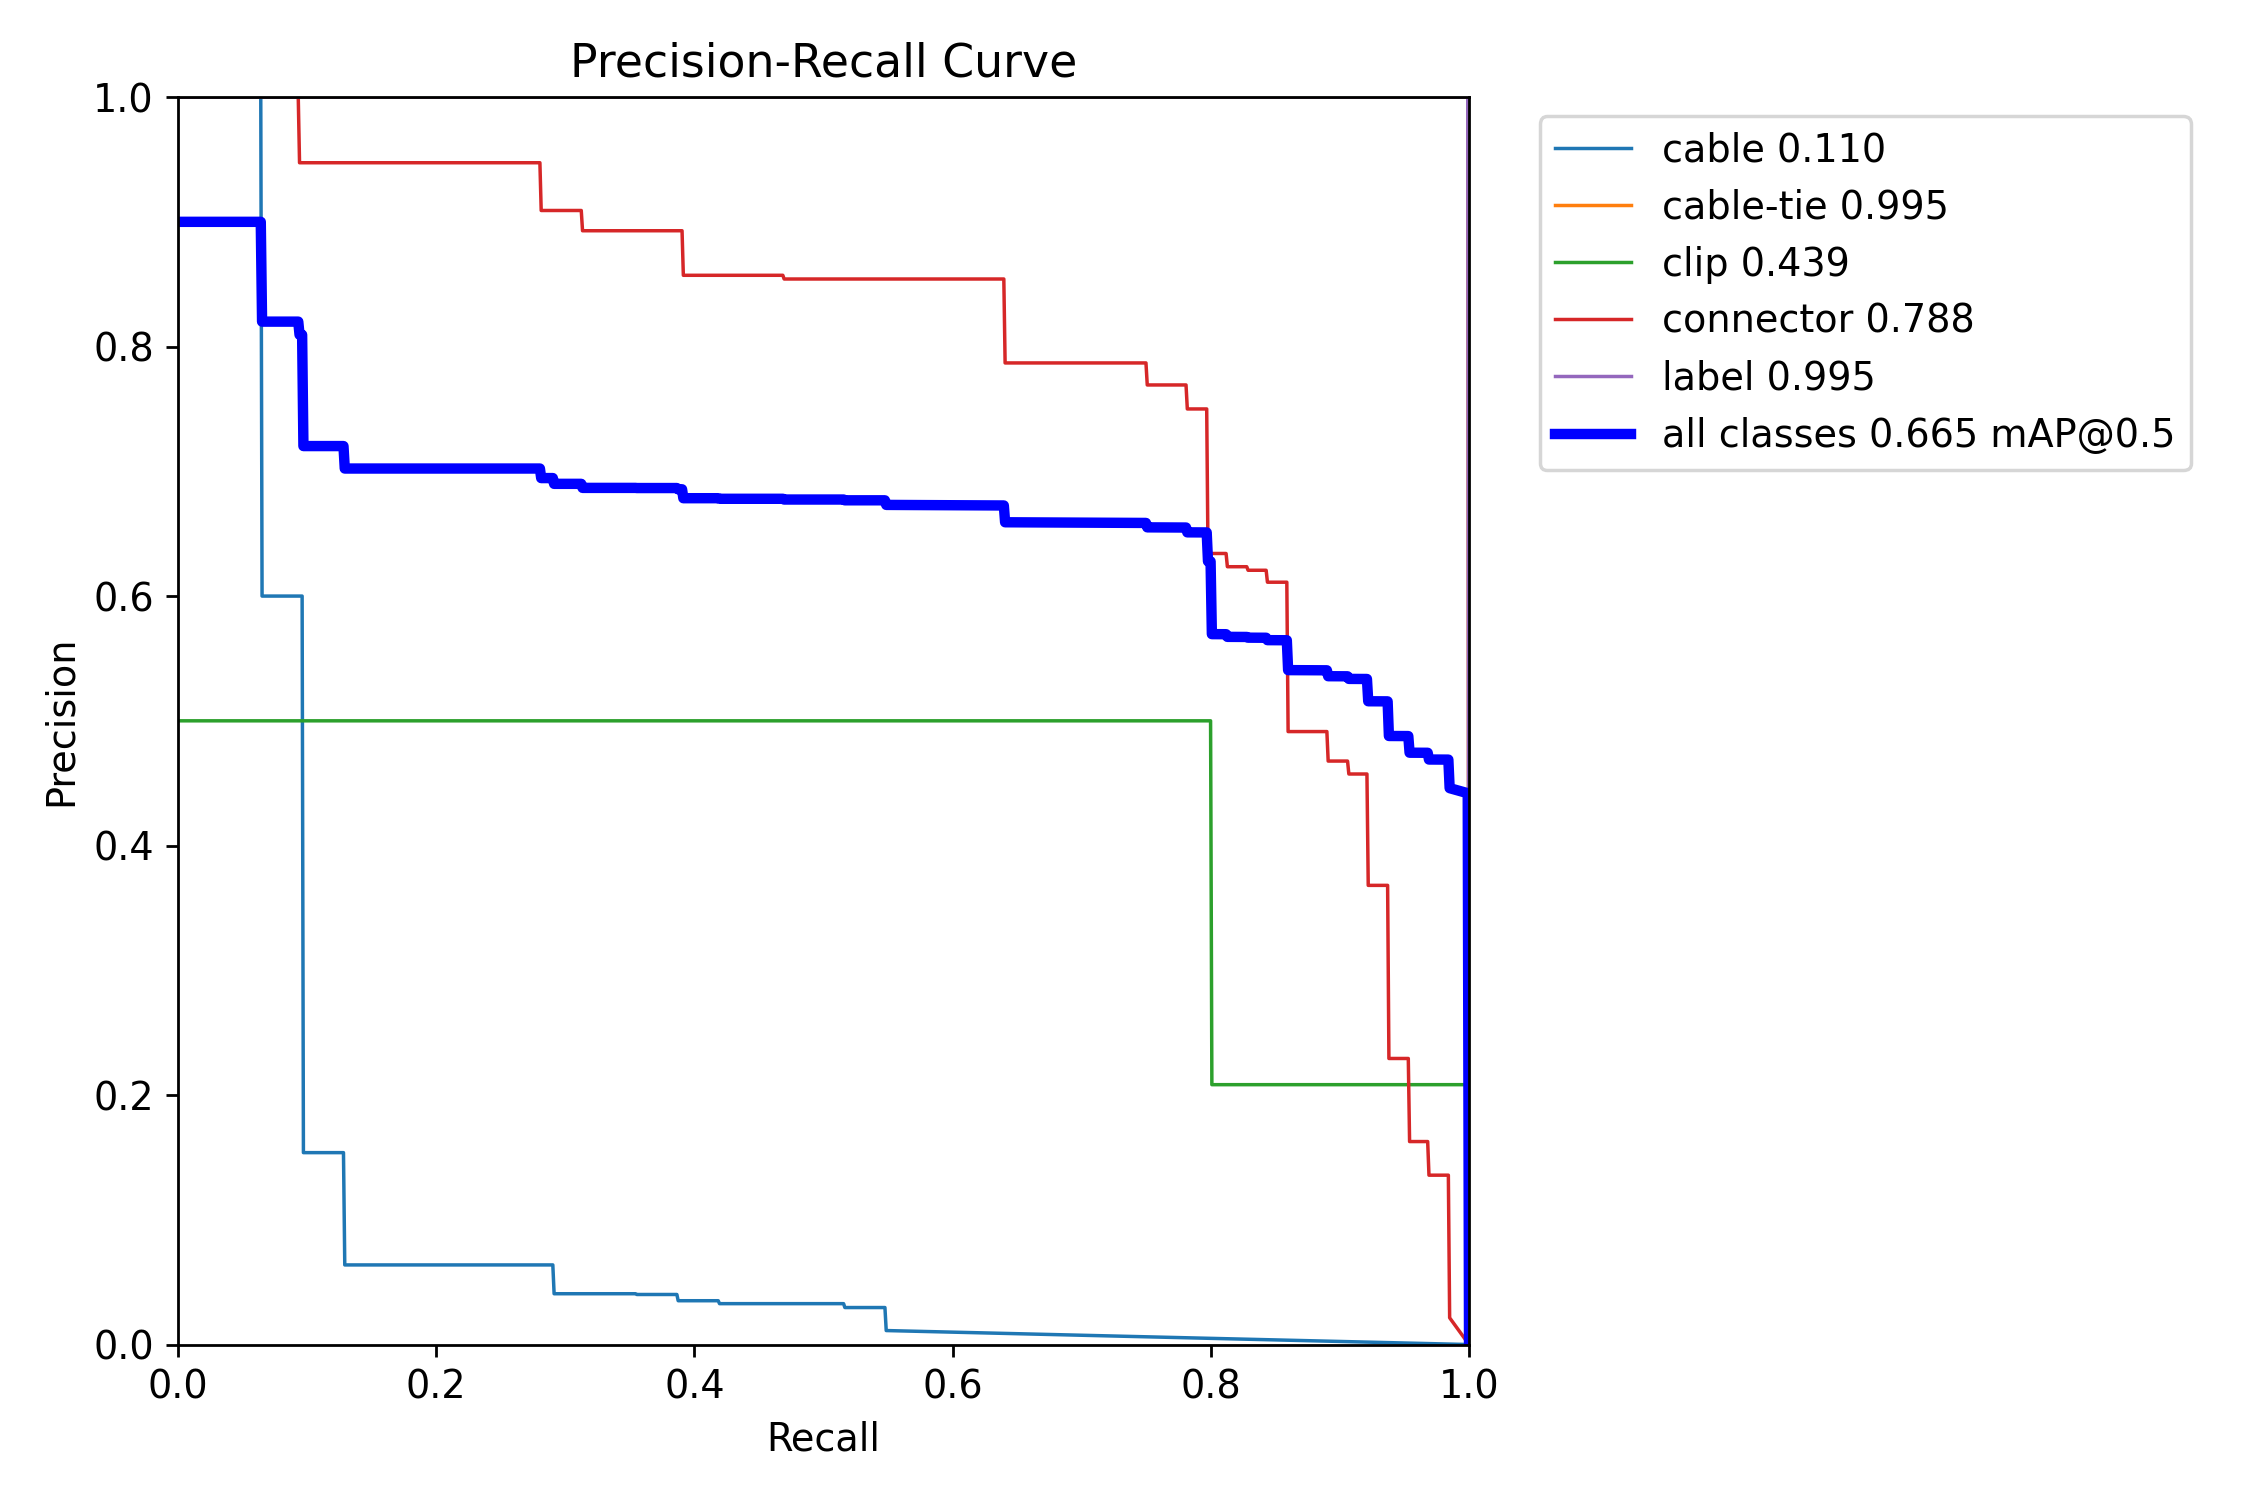 Precision-Recall Curve
1.0
0.8
0.6
0.4
0.2
0.0
Precision
0.0 0.2 0.4 0.6 0.8 1.0
Recall
cable 0.110
cable-tie 0.995
clip 0.439
connector 0.788
label 0.995
all classes 0.665 mAP@0.5